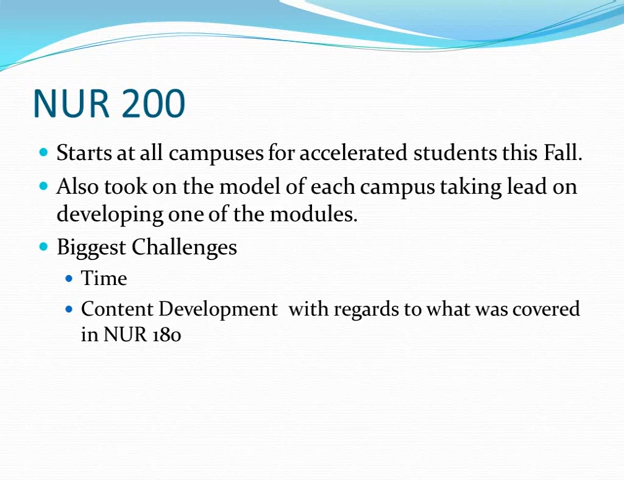 NUR 200
Starts at all campuses for accelerated students this Fall.
Also took on the model of each campus taking lead on
developing one of the modules.
Biggest Challenges
Time
Content Development  with regards to what was covered
in NUR 180